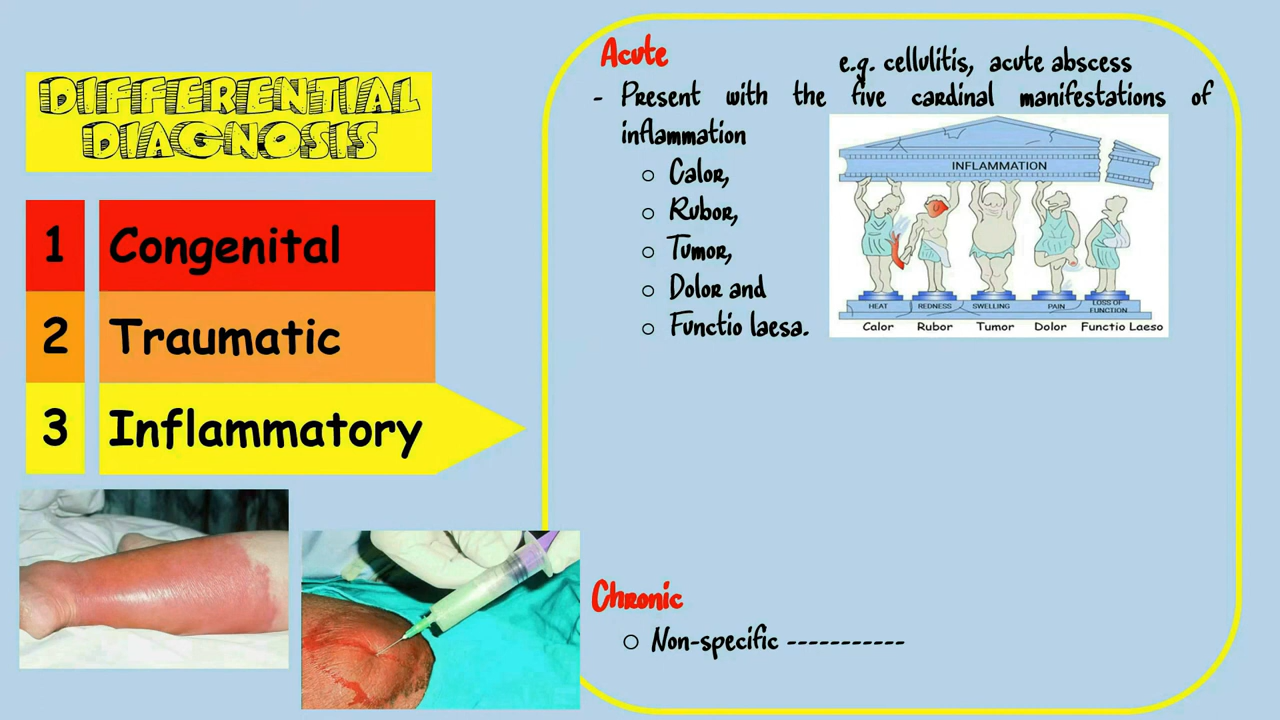 DIFFERENTIAL
DIAGNOSIS
1 Congenital
2 Traumatic
3 Inflammatory
Acute
e.g. cellulitis, acute abscess
- Present with the five cardinal manifestations of
inflammation
o Calor,
o Rubor,
o Tumor,
o Dolor and
o Functio laesa.
INFLAMMATION
HEAT REDNESS SWELLING PAIN LOSS OF
FUNCTION
Calor Rubor Tumor Dolor Functio Laeso
Chronic
o Non-specific -----------